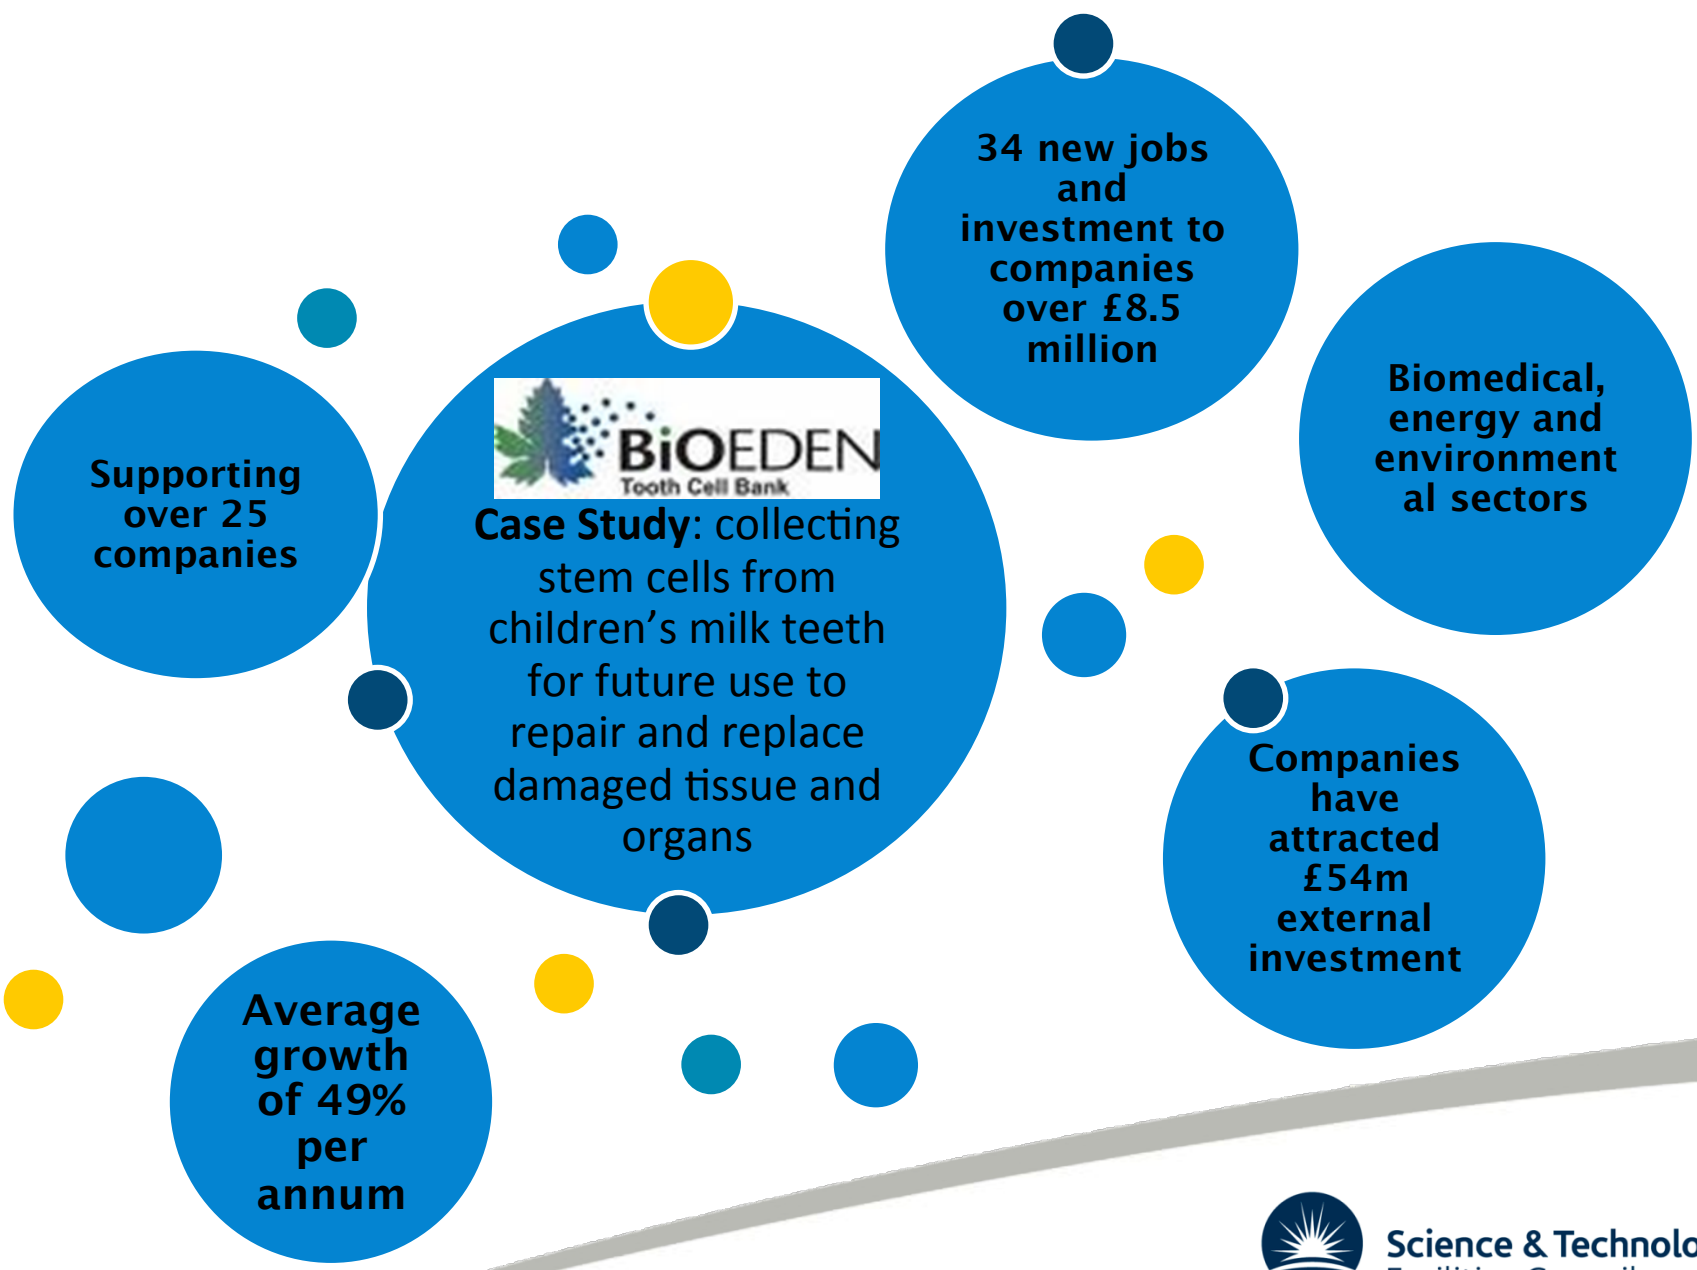 34 new jobs
and
investment to
companies
over £8.5
million
Biomedical,
energy and
environment
al sectors
Supporting
over 25
companies
BiOEDEN
Tooth Cell Bank
Case Study: collecting
stem cells from
children’s milk teeth
for future use to
repair and replace
damaged tissue and
organs
Companies
have
attracted
£54m
external
investment
Average
growth
of 49%
per
annum
Science & Technolo